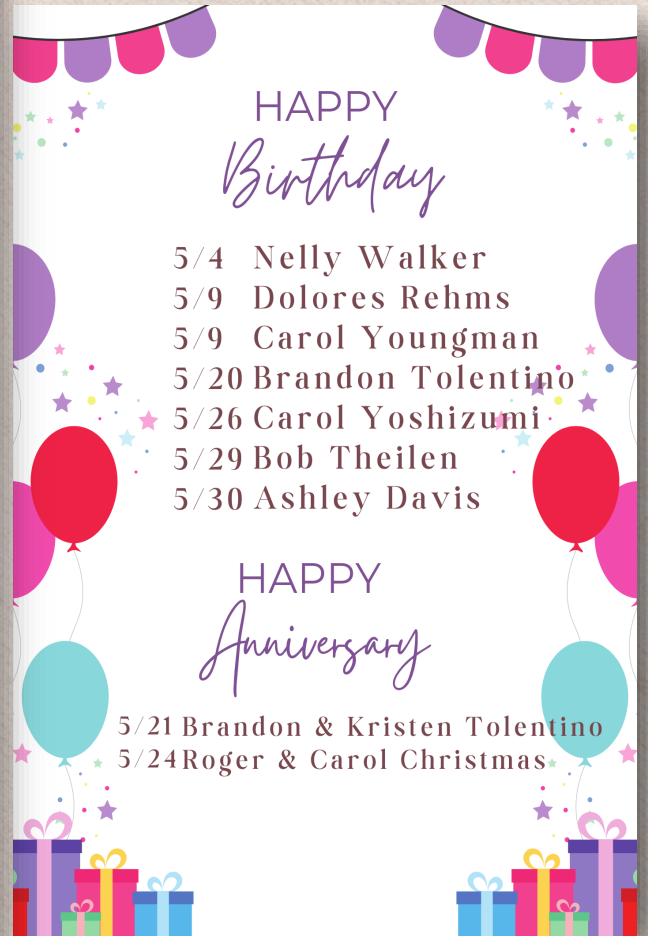 HAPPY
Birthday
5/4 Nelly Walker
5/9 Dolores Rehms
5/9 Carol Youngman
5/20 Brandon Tolentino
5/26 Carol Yoshizumi
5/29 Bob Theilen
5/30 Ashley Davis
HAPPY
Anniversary
5/21 Brandon & Kristen Tolentino
5/24 Roger & Carol Christmas